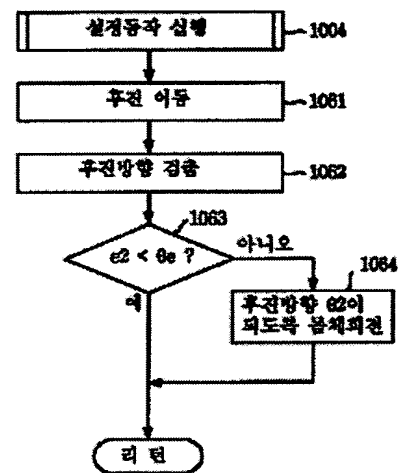 설정동작 실행
1004
후진 이동
1061
후진방향 검출
1062
1063
θ2 < θe ?
아니오
예
1064
후진방향 θ2이
되도록 몸체회전
리 턴